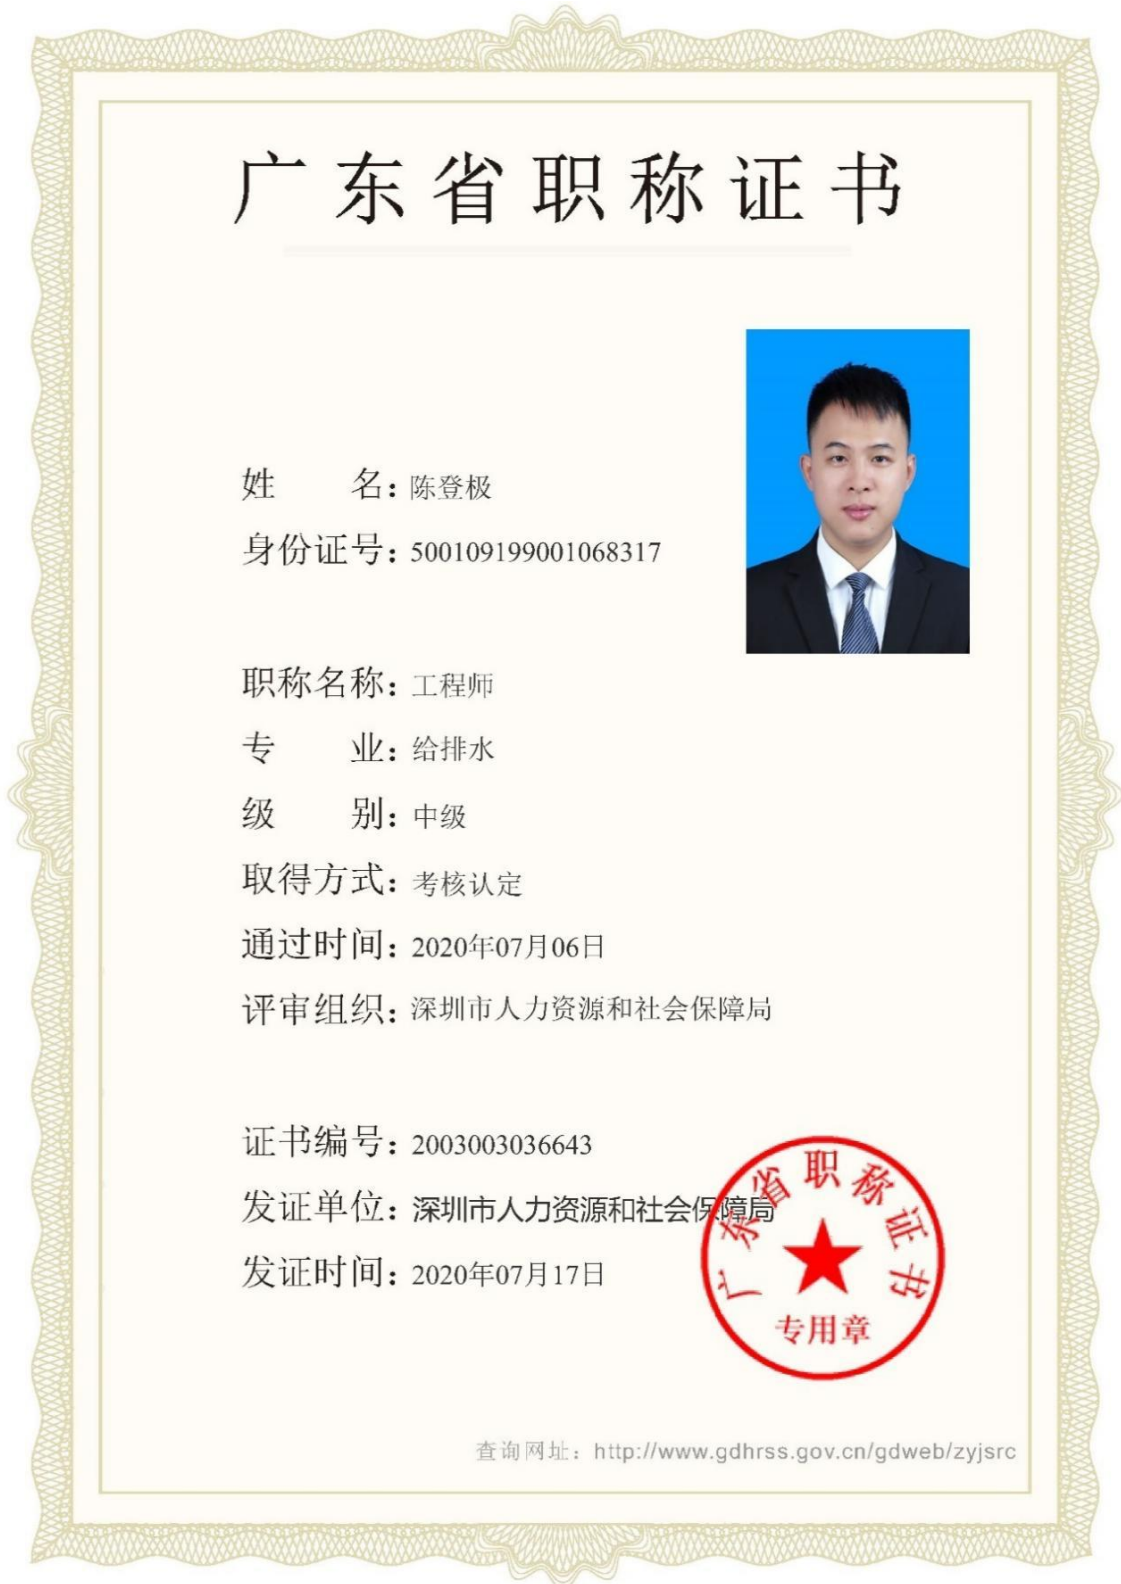 广东省职称证书
姓 名：陈登极
身份证号：500109199001068317
职称名称：工程师
专 业：给排水
级 别：中级
取得方式：考核认定
通过时间：2020年07月06日
评审组织：深圳市人力资源和社会保障局
证书编号：2003003036643
发证单位：深圳市人力资源和社会保障局
发证时间：2020年07月17日
广东省职称证书
专用章
查询网址：http://www.gdhrss.gov.cn/gdweb/zyjsrc